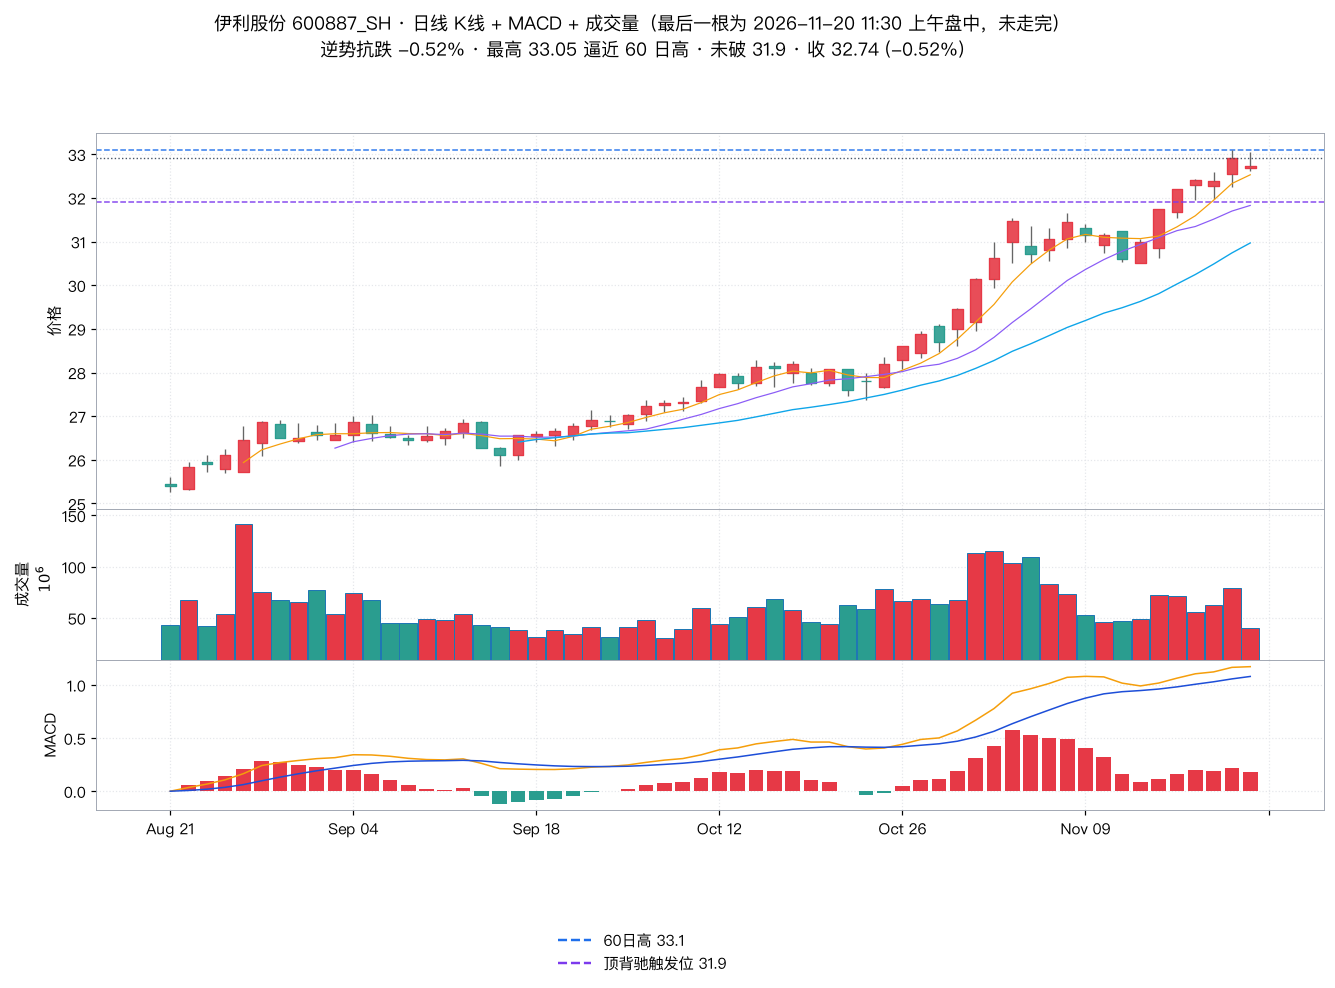 伊利股份 600887_SH · 日线 K线 + MACD + 成交量（最后一根为 2026-11-20 11:30 上午盘中，未走完）
逆势抗跌 -0.52% · 最高 33.05 逼近 60 日高 · 未破 31.9 · 收 32.74 (-0.52%)
33
32
31
30
29
28
27
26
25
价格
150
100
50
成交量
10⁶
1.0
0.5
0.0
MACD
Aug 21
Sep 04
Sep 18
Oct 12
Oct 26
Nov 09
60日高 33.1
顶背驰触发位 31.9